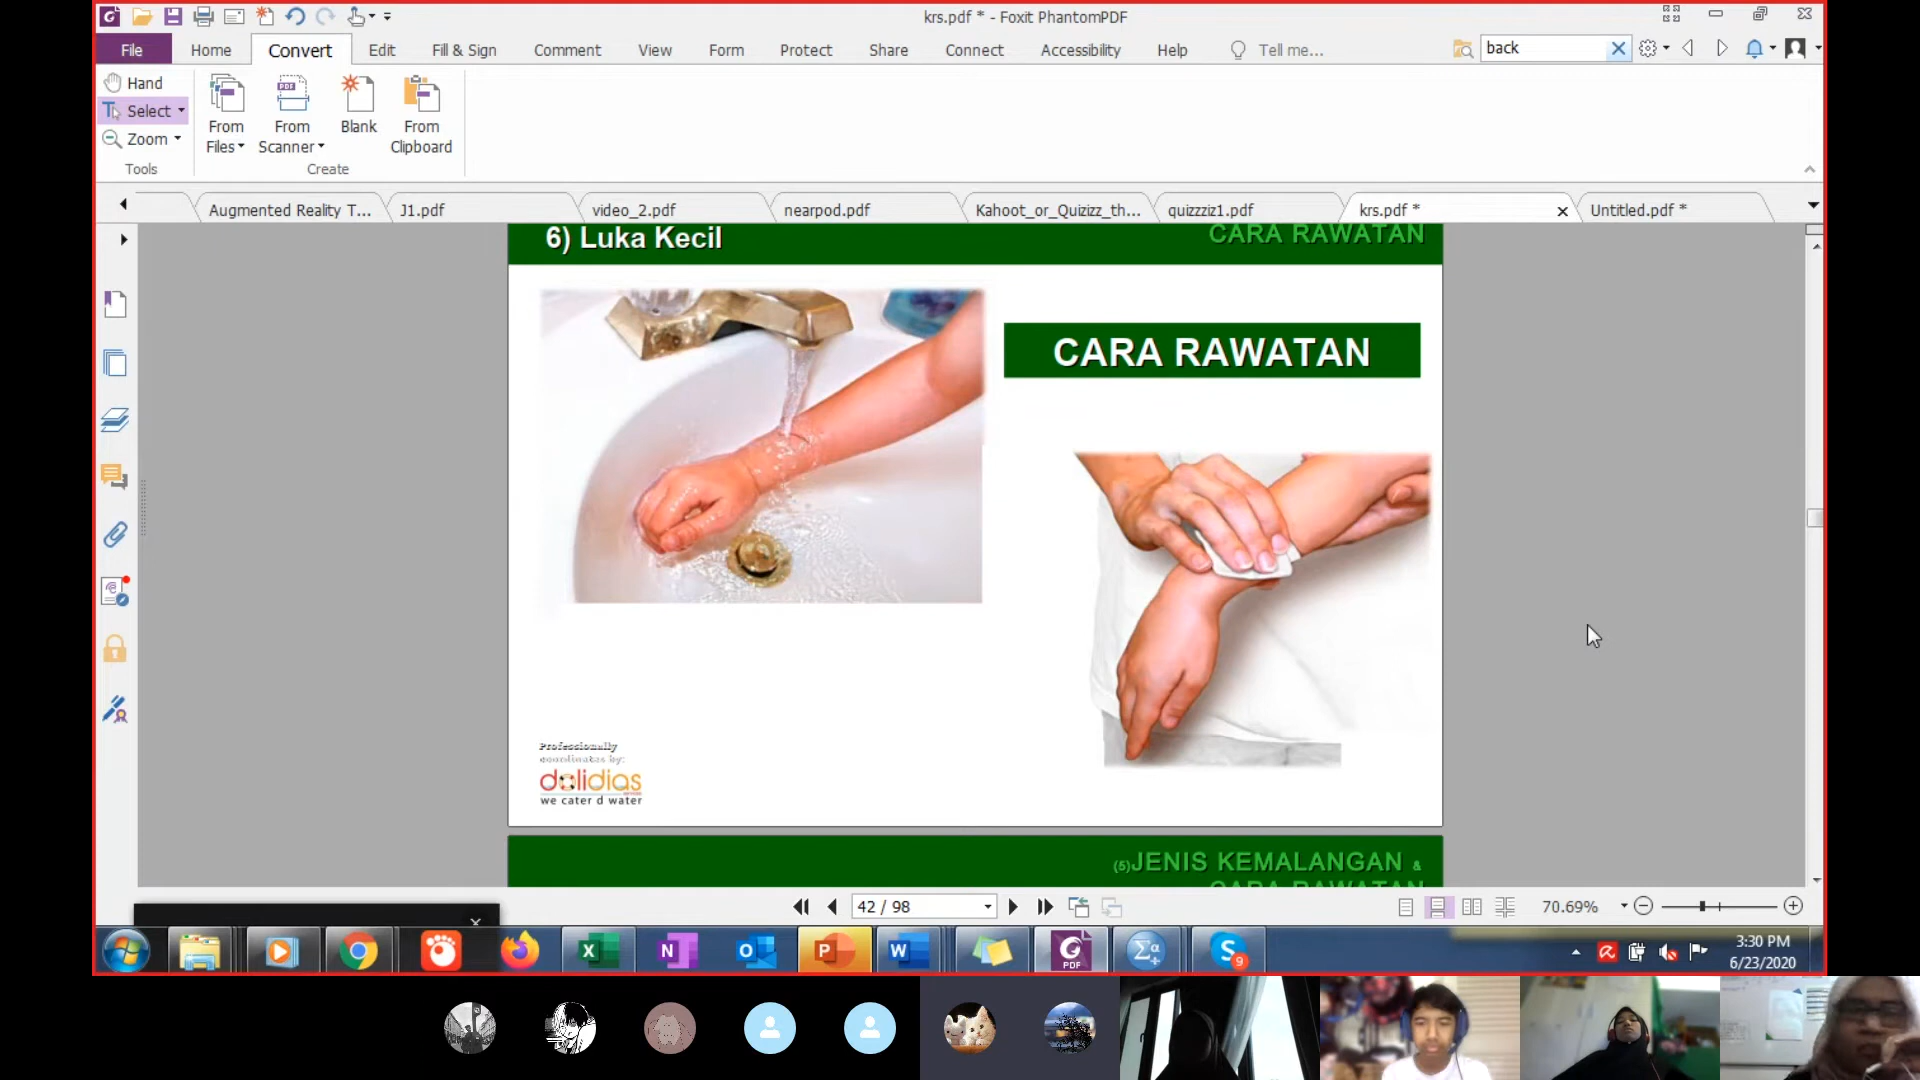 krs.pdf * - Foxit PhantomPDF
File Home Convert Edit Fill & Sign Comment View Form Protect Share Connect Accessibility Help Tell me... back
Hand
Select
Zoom
Tools
From Files
From Scanner
Blank
From Clipboard
Create
Augmented Reality T... J1.pdf video_2.pdf nearpod.pdf Kahoot_or_Quizizz_th... quizzziz1.pdf krs.pdf * Untitled.pdf *
6) Luka Kecil
CARA RAWATAN
CARA RAWATAN
Professionally
coordinates by:
dolidias
we cater d water
(5)JENIS KEMALANGAN &
CARA RAWATAN
42 / 98
70.69%
3:30 PM
6/23/2020